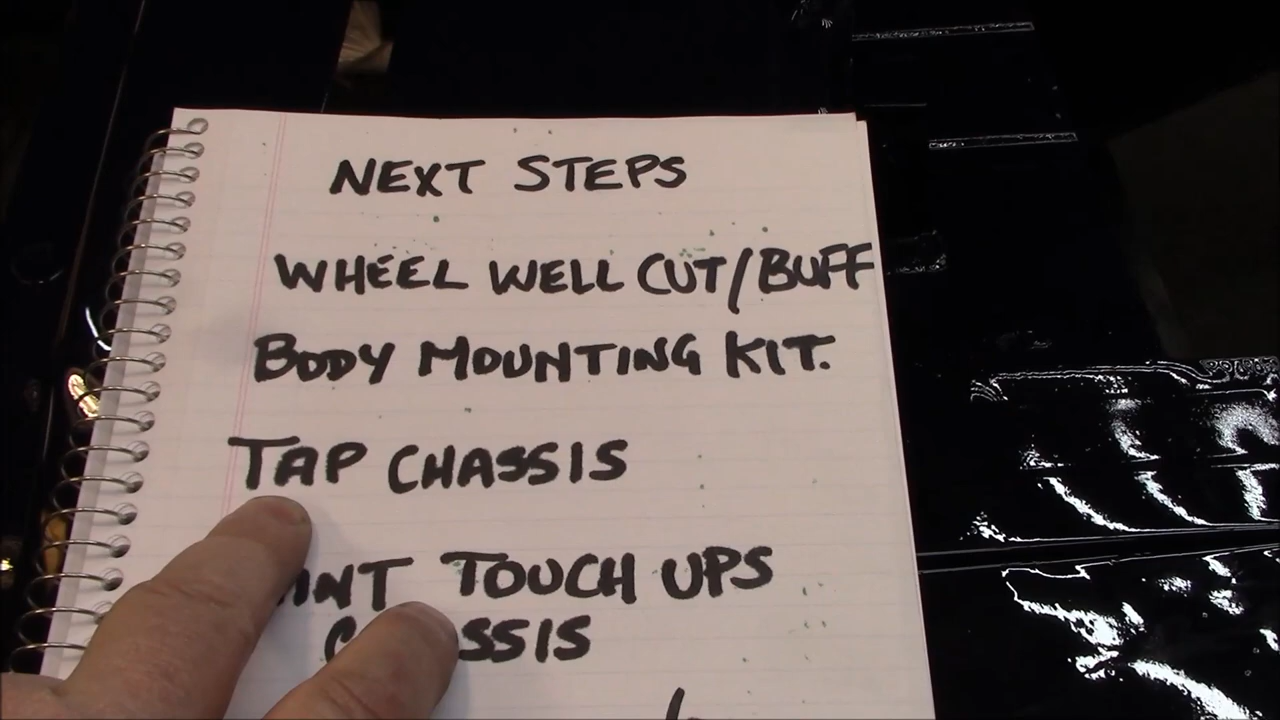 NEXT STEPS
WHEEL WELL CUT/BUFF
BODY MOUNTING KIT.
TAP CHASSIS
TOUCH UPS